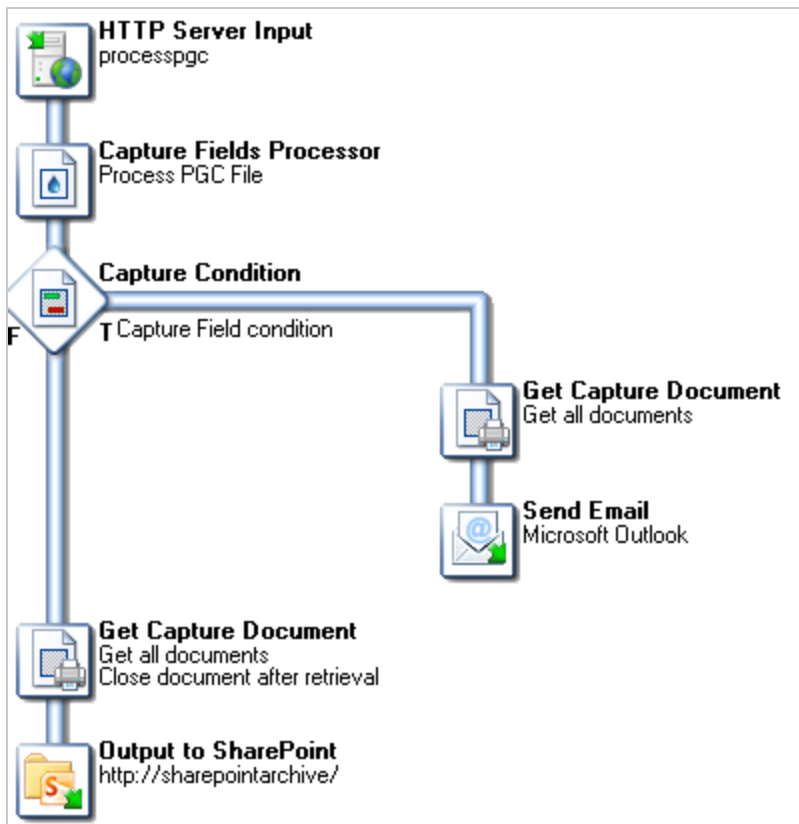 HTTP Server Input
processpgc
Capture Fields Processor
Process PGC File
Capture Condition
F
T Capture Field condition
Get Capture Document
Get all documents
Send Email
Microsoft Outlook
Get Capture Document
Get all documents
Close document after retrieval
Output to SharePoint
http://sharepointarchive/